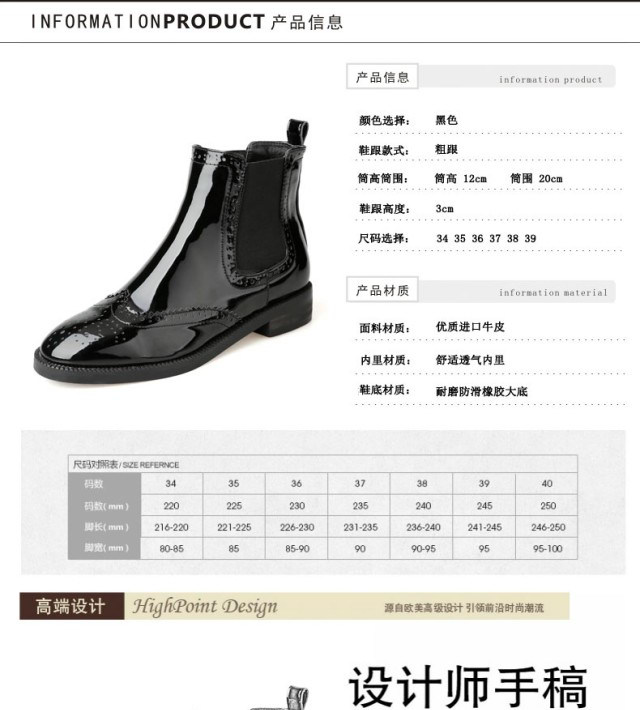 INFORMATIONPRODUCT 产品信息
产品信息 information product
颜色选择： 黑色
鞋跟款式： 粗跟
筒高筒围： 筒高 12cm 筒围 20cm
鞋跟高度： 3cm
尺码选择： 34 35 36 37 38 39
产品材质 information material
面料材质： 优质进口牛皮
内里材质： 舒适透气内里
鞋底材质： 耐磨防滑橡胶大底
尺码对照表/SIZE REFERNCE
码数 34 35 36 37 38 39 40
码数(mm) 220 225 230 235 240 245 250
脚长(mm) 216-220 221-225 226-230 231-235 236-240 241-245 246-250
脚宽(mm) 80-85 85 85-90 90 90-95 95 95-100
高端设计 HighPoint Design 源自欧美高级设计 引领前沿时尚潮流
设计师手稿